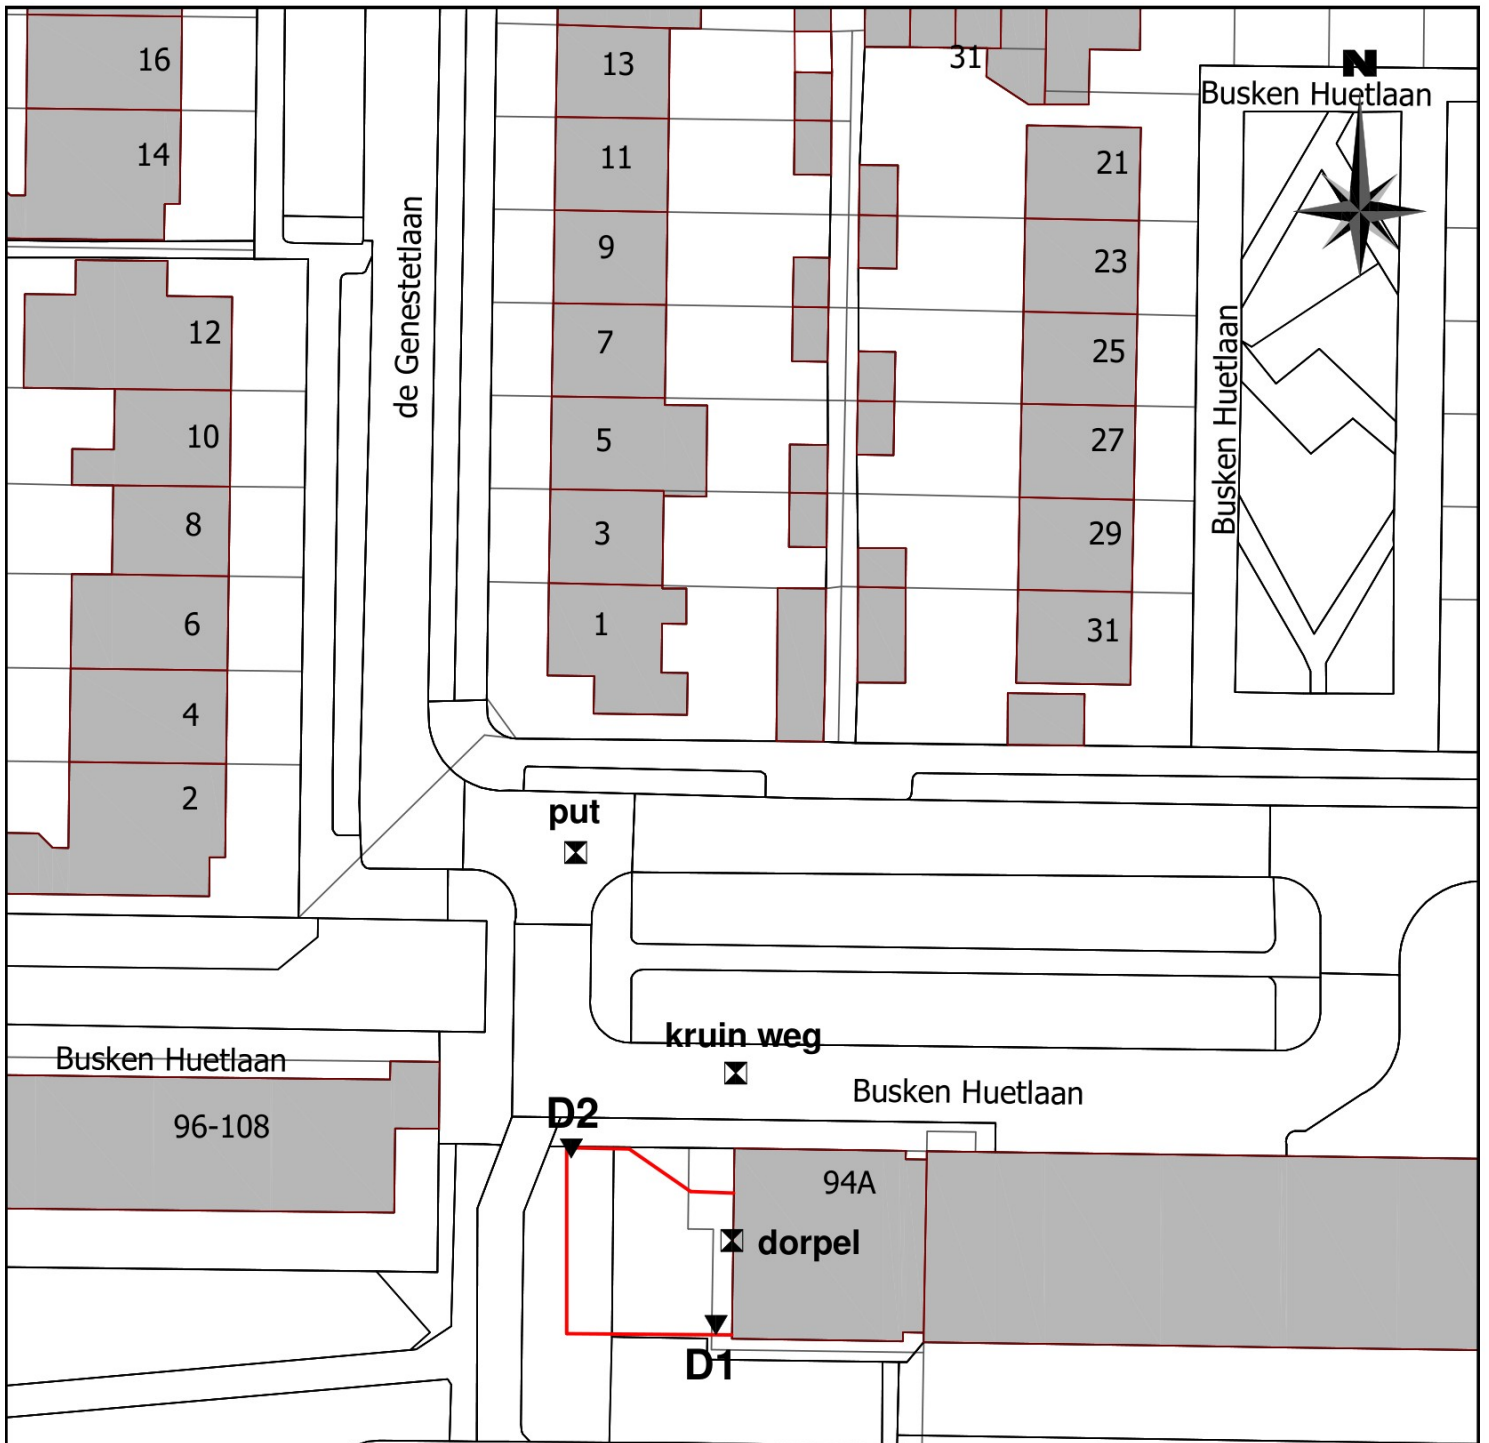 16
13
31
N
Busken Huetlaan
14
11
21
de Genestetlaan
9
23
12
7
25
Busken Huetlaan
10
5
27
8
3
29
6
1
31
4
2
put
kruin weg
Busken Huetlaan
Busken Huetlaan
D2
96-108
94A
dorpel
D1